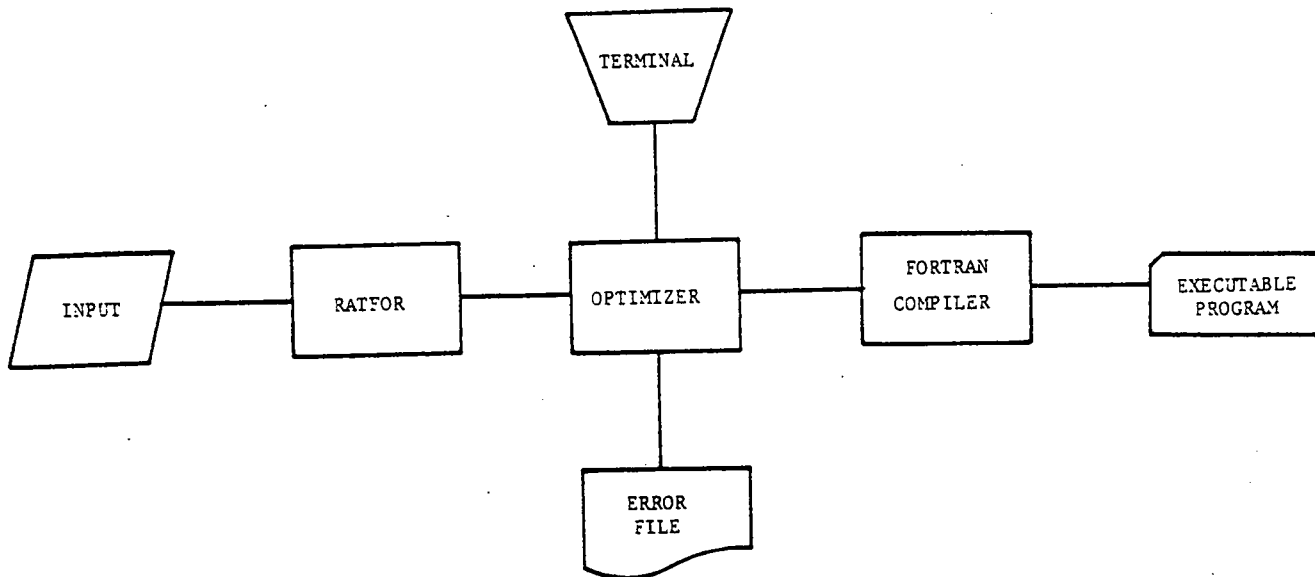 TERMINAL
INPUT
RATFOR
OPTIMIZER
FORTRAN
COMPILER
EXECUTABLE
PROGRAM
ERROR
FILE